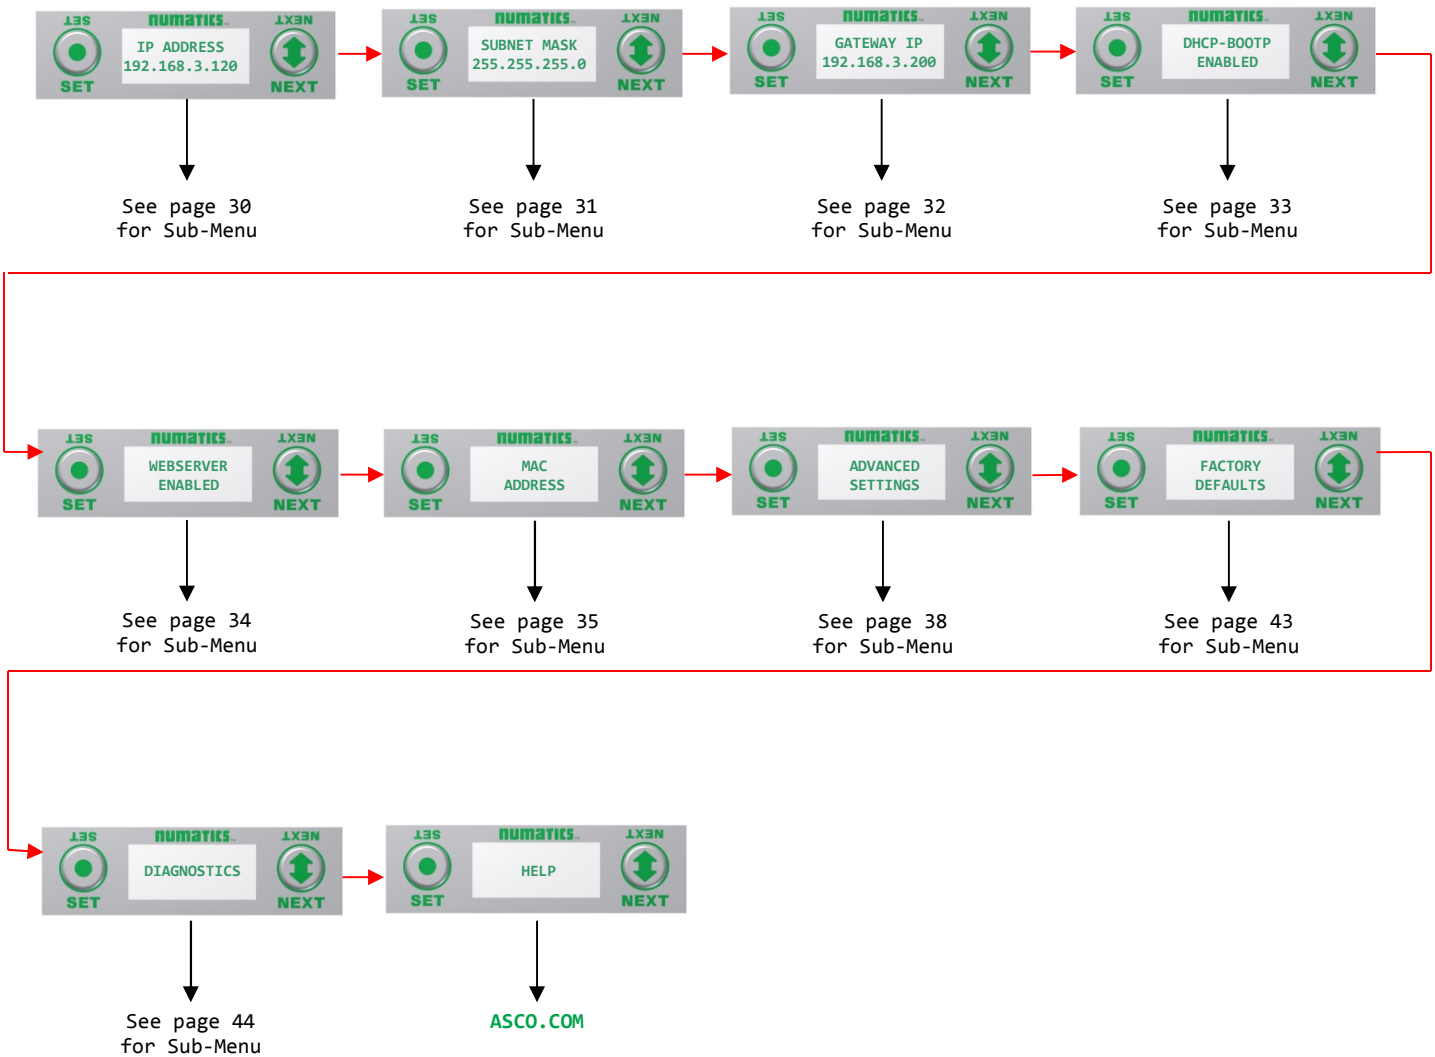 SET numatics NEXT
IP ADDRESS
192.168.3.120
SET NEXT
SET numatics NEXT
SUBNET MASK
255.255.255.0
SET NEXT
SET numatics NEXT
GATEWAY IP
192.168.3.200
SET NEXT
SET numatics NEXT
DHCP-BOOTP
ENABLED
SET NEXT
See page 30
for Sub-Menu
See page 31
for Sub-Menu
See page 32
for Sub-Menu
See page 33
for Sub-Menu
SET numatics NEXT
WEBSERVER
ENABLED
SET NEXT
SET numatics NEXT
MAC
ADDRESS
SET NEXT
SET numatics NEXT
ADVANCED
SETTINGS
SET NEXT
SET numatics NEXT
FACTORY
DEFAULTS
SET NEXT
See page 34
for Sub-Menu
See page 35
for Sub-Menu
See page 38
for Sub-Menu
See page 43
for Sub-Menu
SET numatics NEXT
DIAGNOSTICS
SET NEXT
SET numatics NEXT
HELP
SET NEXT
See page 44
for Sub-Menu
ASCO.COM